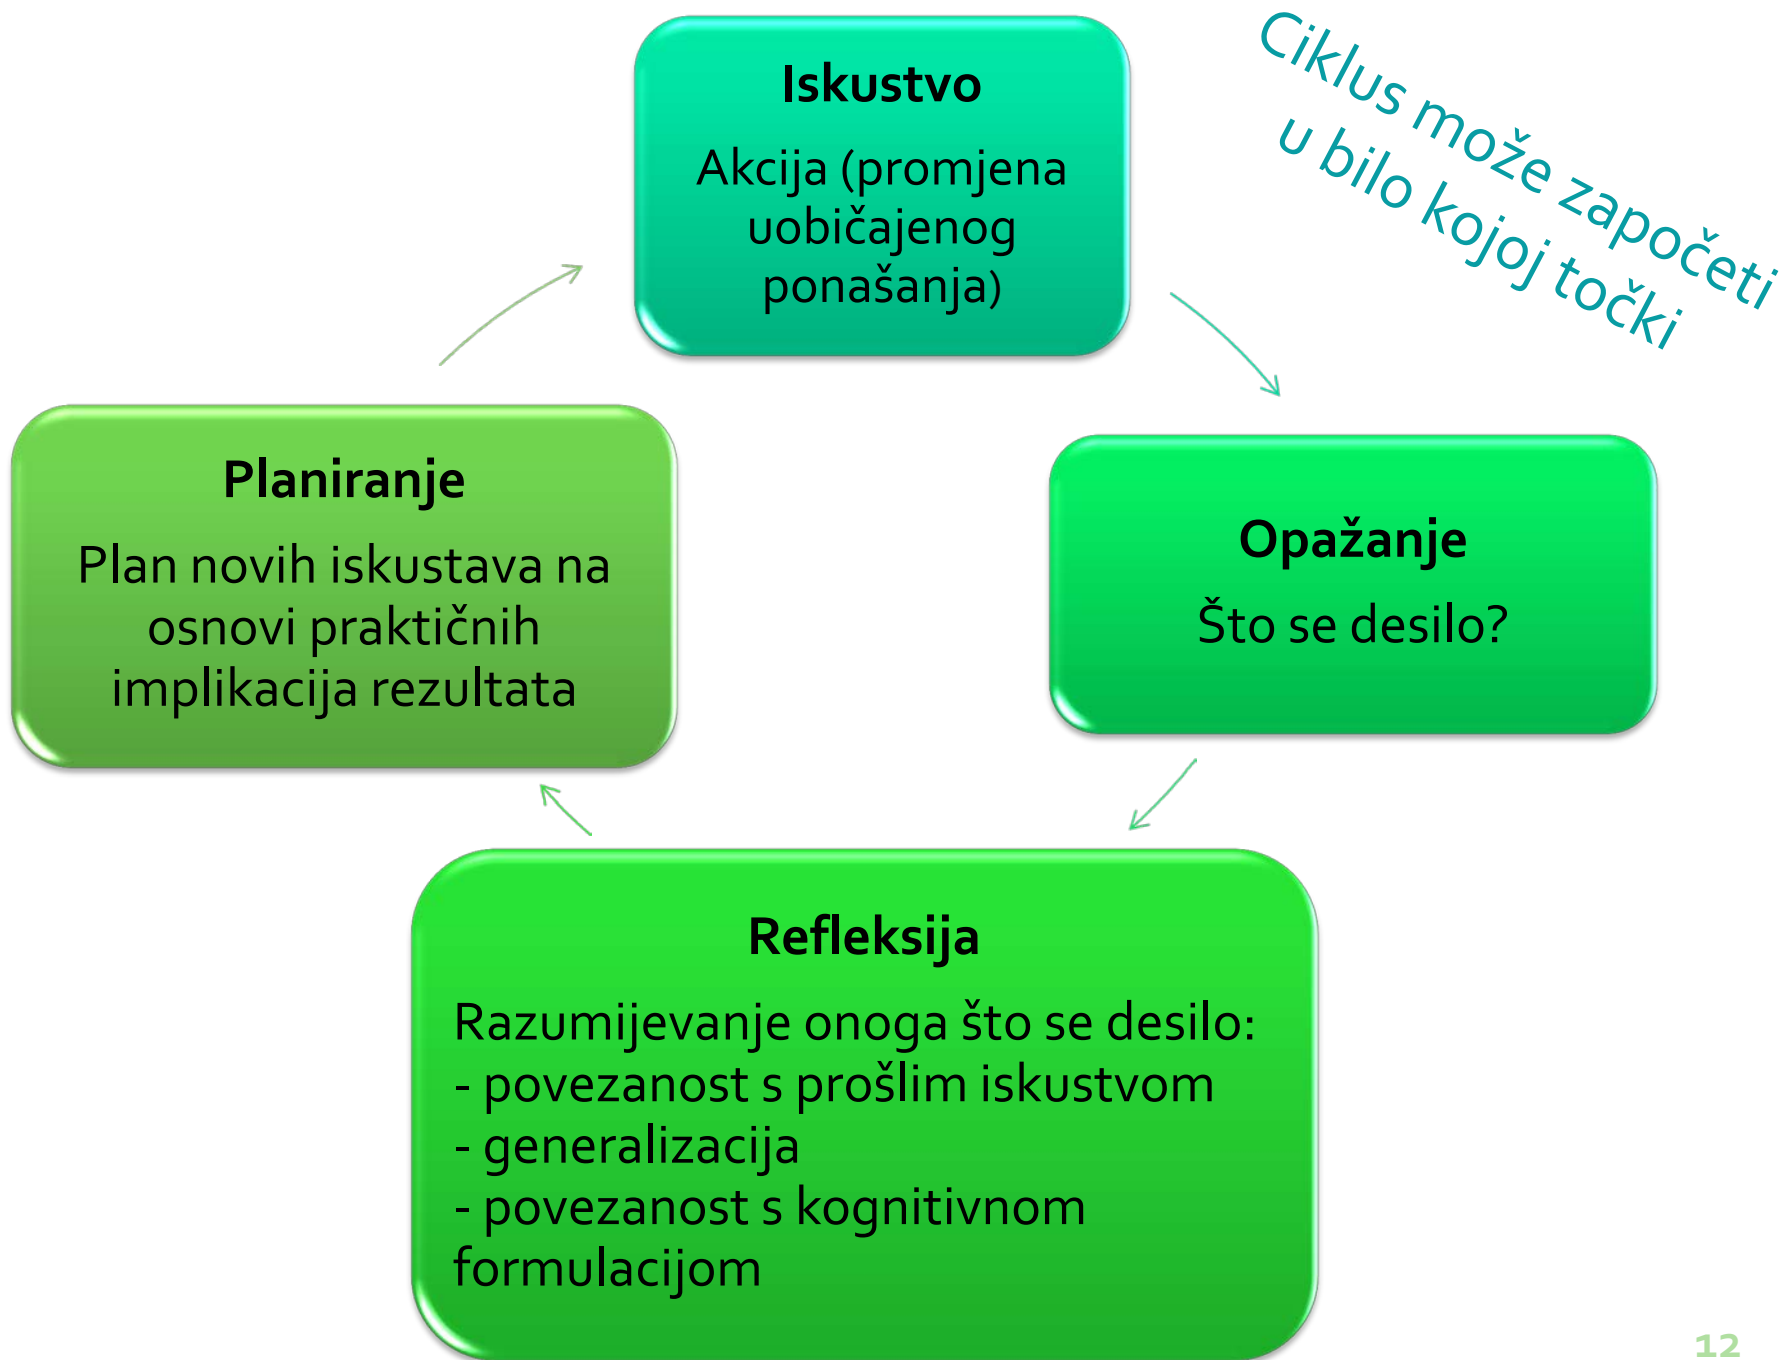 Iskustvo
Akcija (promjena
uobičajenog
ponašanja)
Ciklus može započeti
u bilo kojoj točki
Opažanje
Što se desilo?
Refleksija
Razumijevanje onoga što se desilo:
- povezanost s prošlim iskustvom
- generalizacija
- povezanost s kognitivnom
formulacijom
Planiranje
Plan novih iskustava na
osnovi praktičnih
implikacija rezultata
12